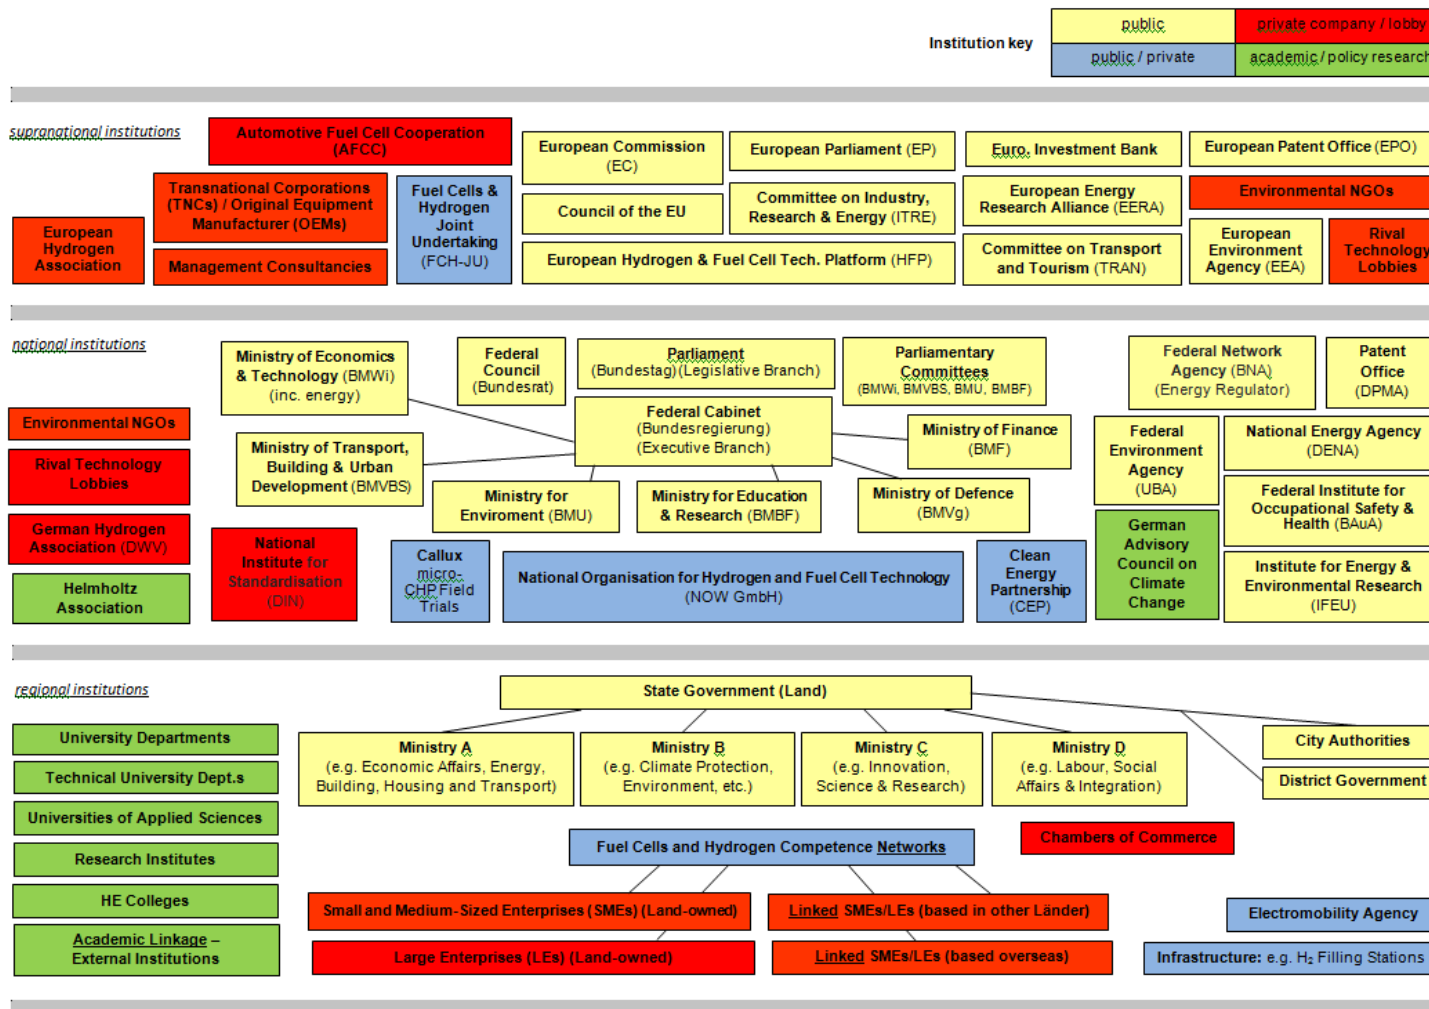 Institution key
public
private company / lobby
public / private
academic / policy research
supranational institutions
Automotive Fuel Cell Cooperation
(AFCC)
Transnational Corporations
(TNCs) / Original Equipment
Manufacturer (OEMs)
European
Hydrogen
Association
Management Consultancies
Fuel Cells &
Hydrogen
Joint
Undertaking
(FCH-JU)
European Commission
(EC)
European Parliament (EP)
Euro. Investment Bank
European Patent Office (EPO)
Council of the EU
Committee on Industry,
Research & Energy (ITRE)
European Energy
Research Alliance (EERA)
Environmental NGOs
European Hydrogen & Fuel Cell Tech. Platform (HFP)
Committee on Transport
and Tourism (TRAN)
European
Environment
Agency (EEA)
Rival
Technology
Lobbies
national institutions
Ministry of Economics
& Technology (BMWi)
(inc. energy)
Federal
Council
(Bundesrat)
Parliament
(Bundestag)(Legislative Branch)
Parliamentary
Committees
(BMWi, BMVBS, BMU, BMBF)
Federal Network
Agency (BNA)
(Energy Regulator)
Patent
Office
(DPMA)
Environmental NGOs
Rival Technology
Lobbies
German Hydrogen
Association (DWV)
Helmholtz
Association
Ministry of Transport,
Building & Urban
Development (BMVBS)
Federal Cabinet
(Bundesregierung)
(Executive Branch)
Ministry of Finance
(BMF)
Ministry for
Enviroment (BMU)
Ministry for Education
& Research (BMBF)
Ministry of Defence
(BMVg)
Federal
Environment
Agency
(UBA)
National Energy Agency
(DENA)
Federal Institute for
Occupational Safety &
Health (BAuA)
National
Institute for
Standardisation
(DIN)
Callux
micro-
CHP Field
Trials
National Organisation for Hydrogen and Fuel Cell Technology
(NOW GmbH)
Clean
Energy
Partnership
(CEP)
German
Advisory
Council on
Climate
Change
Institute for Energy &
Environmental Research
(IFEU)
regional institutions
State Government (Land)
University Departments
Technical University Dept.s
Universities of Applied Sciences
Research Institutes
HE Colleges
Academic Linkage –
External Institutions
Ministry A
(e.g. Economic Affairs, Energy,
Building, Housing and Transport)
Ministry B
(e.g. Climate Protection,
Environment, etc.)
Ministry C
(e.g. Innovation,
Science & Research)
Ministry D
(e.g. Labour, Social
Affairs & Integration)
City Authorities
District Government
Fuel Cells and Hydrogen Competence Networks
Chambers of Commerce
Small and Medium-Sized Enterprises (SMEs) (Land-owned)
Linked SMEs/LEs (based in other Länder)
Large Enterprises (LEs) (Land-owned)
Linked SMEs/LEs (based overseas)
Electromobility Agency
Infrastructure: e.g. H₂ Filling Stations